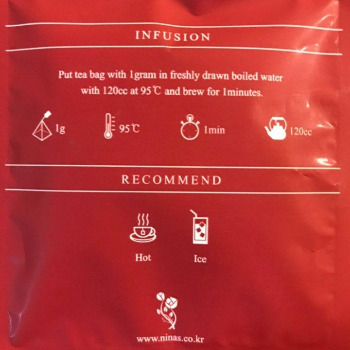 INFUSION
Put tea bag with 1gram in freshly drawn boiled water
with 120cc at 95℃ and brew for 1minutes.
1g 95℃ 1min 120cc
RECOMMEND
Hot Ice
www.ninas.co.kr